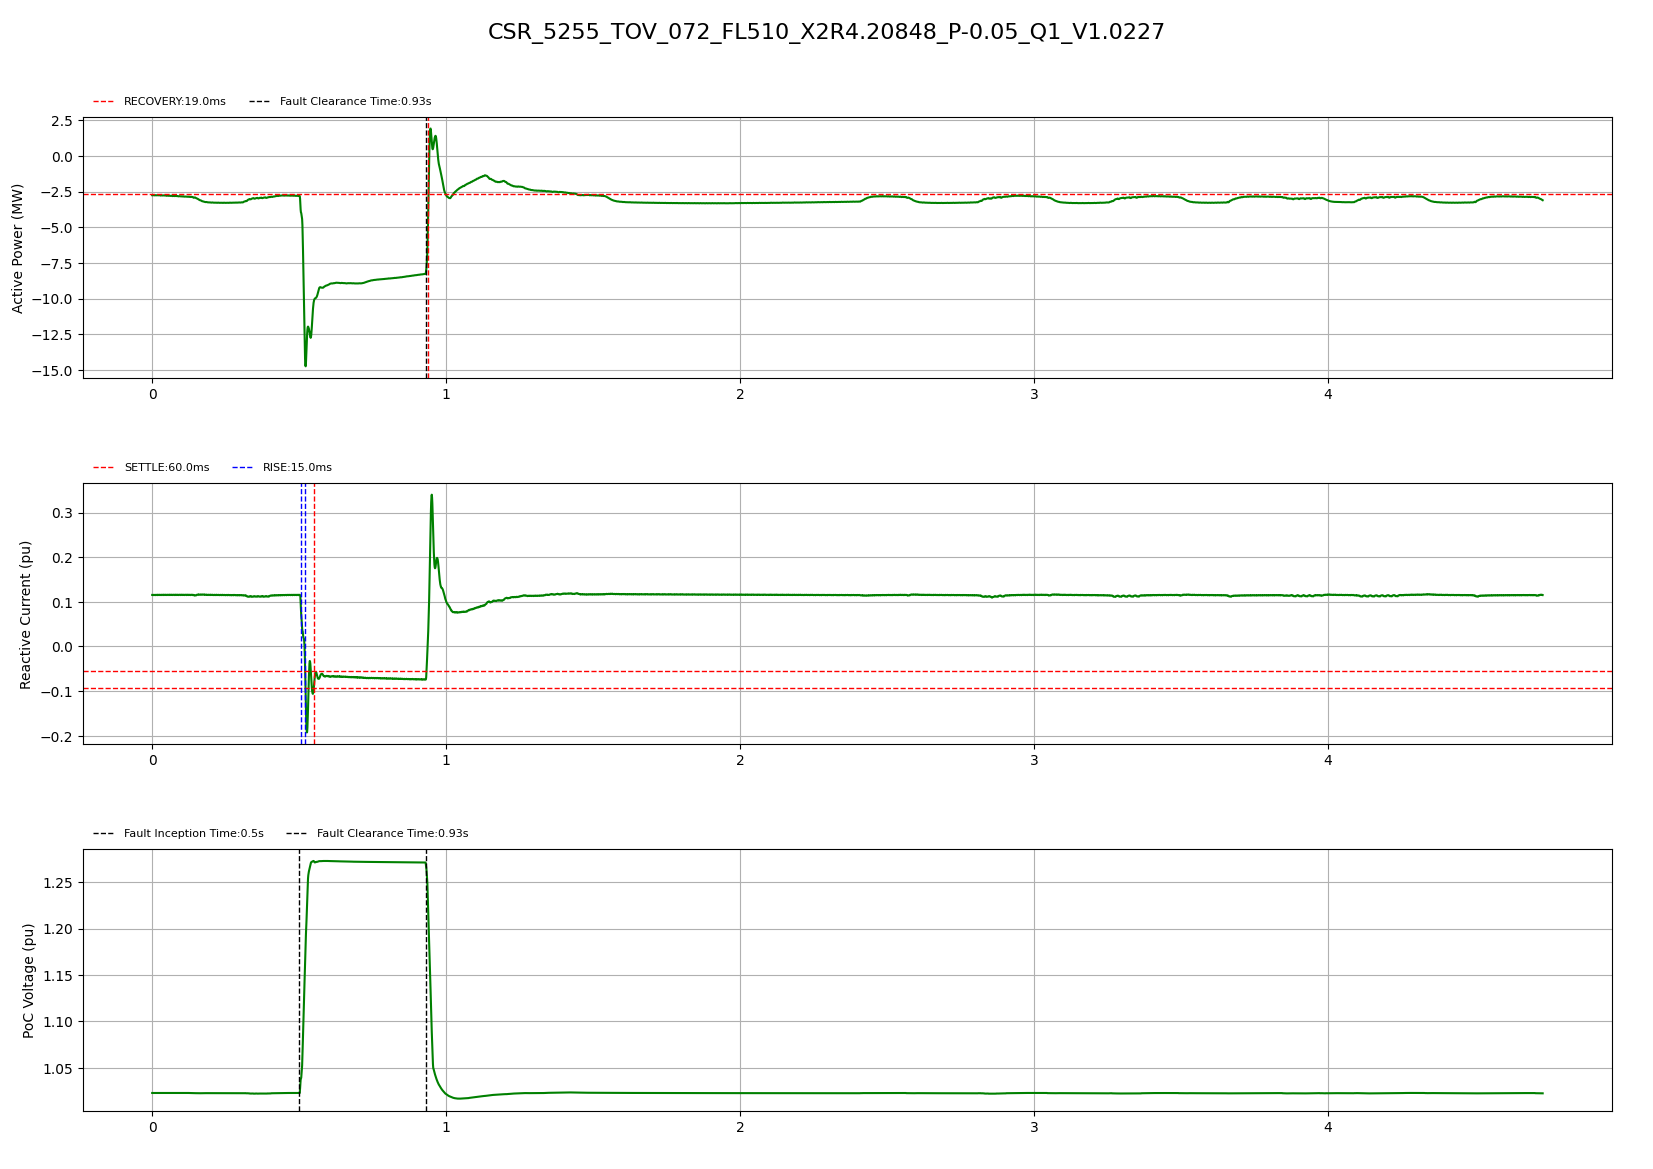 CSR_5255_TOV_072_FL510_X2R4.20848_P-0.05_Q1_V1.0227
RECOVERY:19.0ms Fault Clearance Time:0.93s
Active Power (MW)
2.5
0.0
−2.5
−5.0
−7.5
−10.0
−12.5
−15.0
0 1 2 3 4
SETTLE:60.0ms RISE:15.0ms
Reactive Current (pu)
0.3
0.2
0.1
0.0
−0.1
−0.2
0 1 2 3 4
Fault Inception Time:0.5s Fault Clearance Time:0.93s
PoC Voltage (pu)
1.25
1.20
1.15
1.10
1.05
0 1 2 3 4